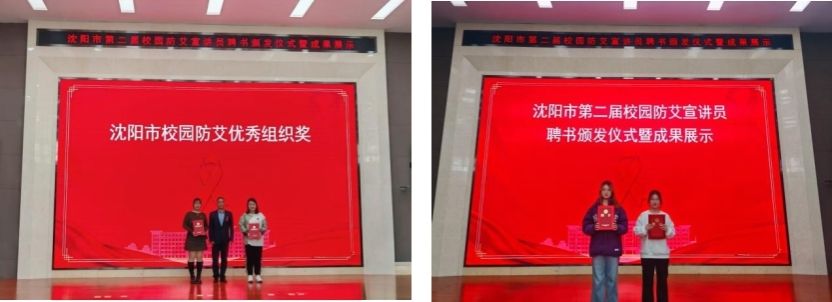 沈阳市第二届校园防艾宣讲员聘书颁发仪式暨成果展示
沈阳市校园防艾优秀组织奖
沈阳市第二届校园防艾宣讲员聘书颁发仪式暨成果展示
沈阳市第二届校园防艾宣讲员
聘书颁发仪式暨成果展示